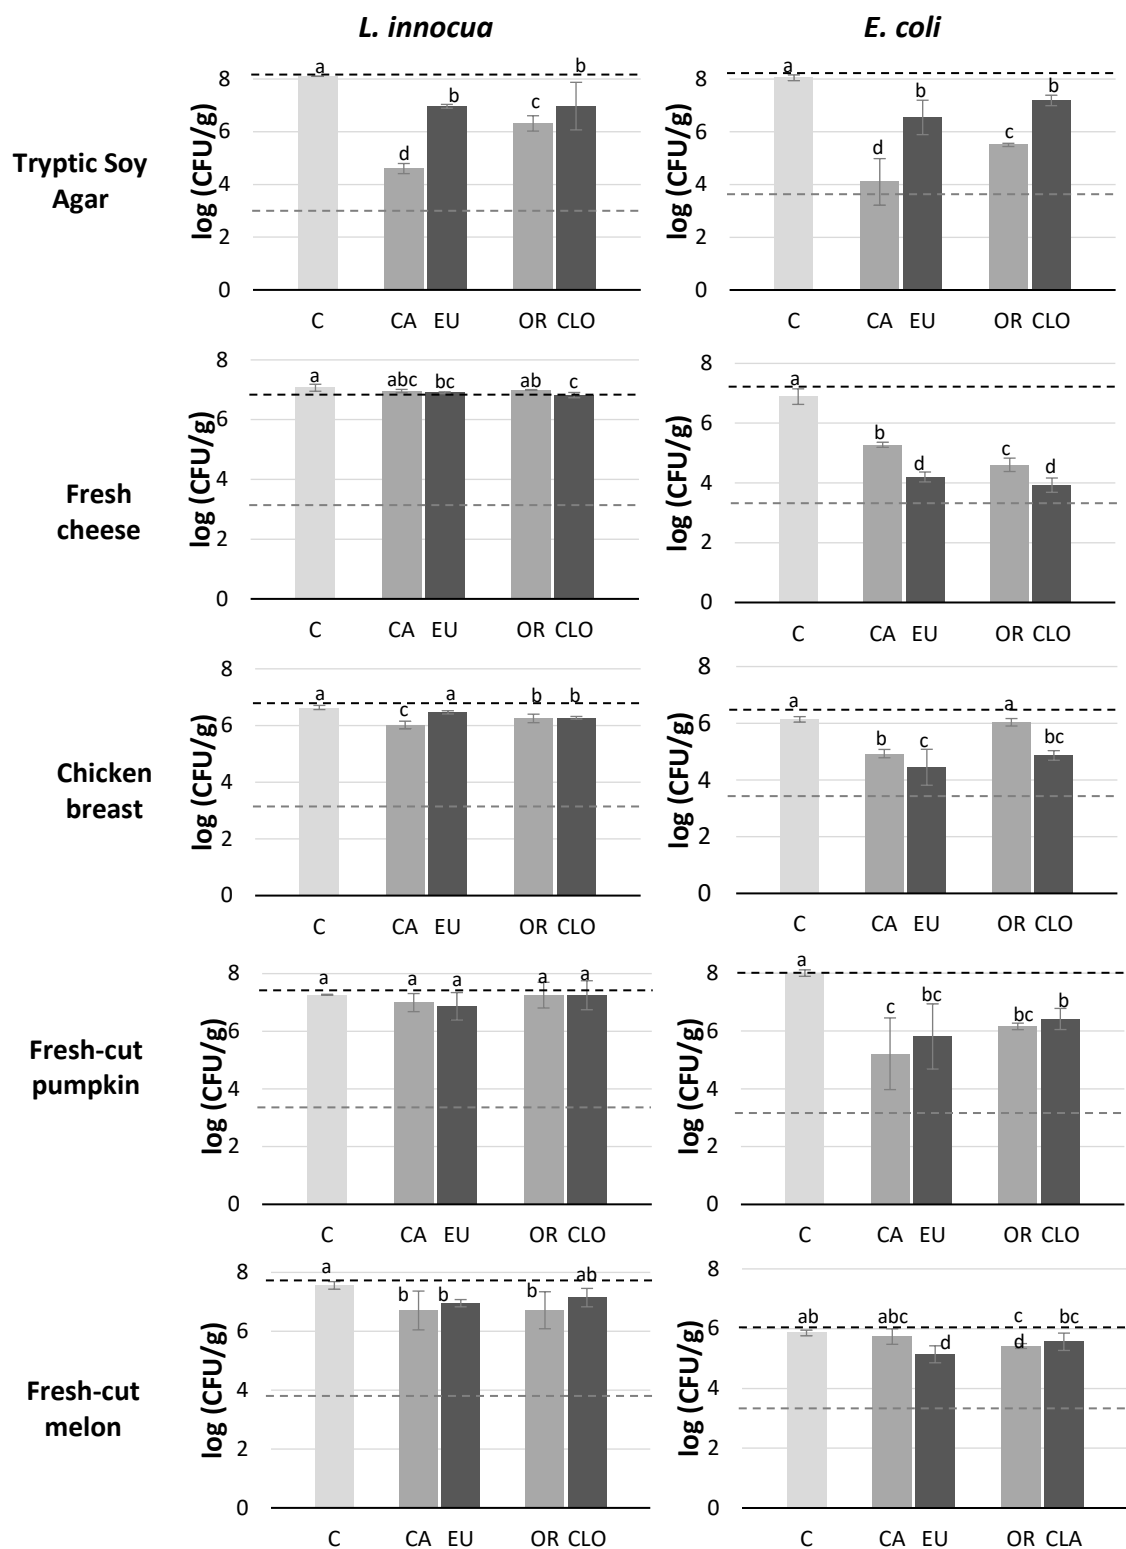 L. innocua
E. coli
Tryptic Soy
Agar
log (CFU/g)
8
6
4
2
0
a
d
b
c
b
C CA EU OR CLO
log (CFU/g)
8
6
4
2
0
a
d
b
c
b
C CA EU OR CLO
Fresh
cheese
log (CFU/g)
8
6
4
2
0
a
abc
bc
ab
c
C CA EU OR CLO
log (CFU/g)
8
6
4
2
0
a
b
d
c
d
C CA EU OR CLO
Chicken
breast
log (CFU/g)
8
6
4
2
0
a
c
a
b
b
C CA EU OR CLO
log (CFU/g)
8
6
4
2
0
a
b
c
a
bc
C CA EU OR CLO
Fresh-cut
pumpkin
log (CFU/g)
8
6
4
2
0
a
a
a
a
a
C CA EU OR CLO
log (CFU/g)
8
6
4
2
0
a
c
bc
bc
b
C CA EU OR CLO
Fresh-cut
melon
log (CFU/g)
8
6
4
2
0
a
b
b
b
ab
C CA EU OR CLO
log (CFU/g)
8
6
4
2
0
ab
abc
d
c
d
bc
C CA EU OR CLA